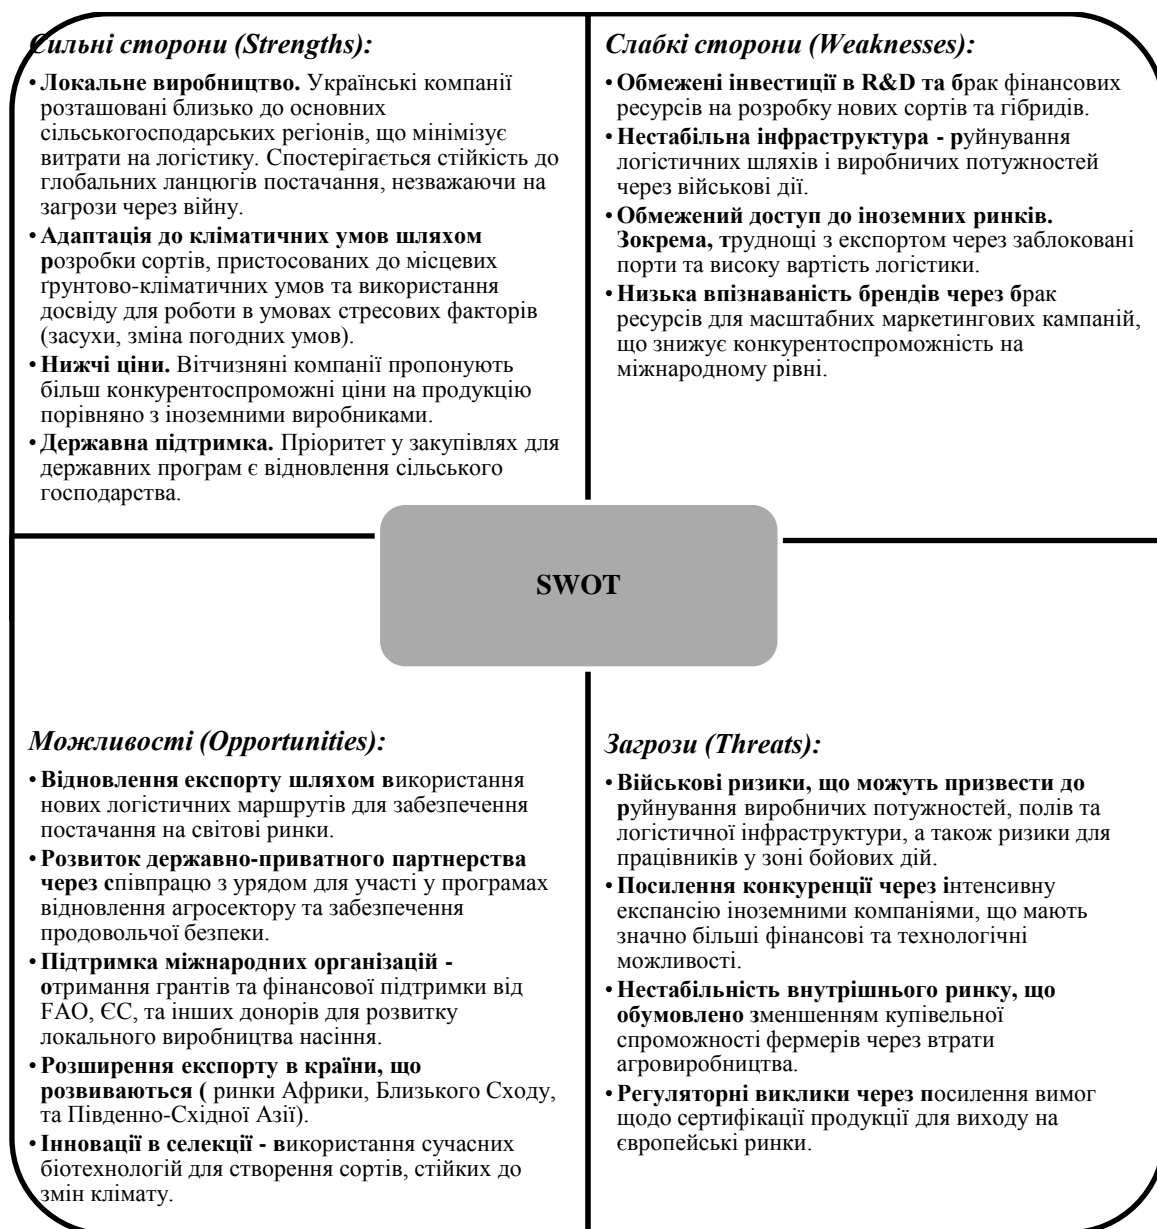 Сильні сторони (Strengths):
• Локальне виробництво. Українські компанії
розташовані близько до основних
сільськогосподарських регіонів, що мінімізує
витрати на логістику. Спостерігається стійкість до
глобальних ланцюгів постачання, незважаючи на
загрози через війну.
• Адаптація до кліматичних умов шляхом
розробки сортів, пристосованих до місцевих
ґрунтово-кліматичних умов та використання
досвіду для роботи в умовах стресових факторів
(засухи, зміна погодних умов).
• Нижчі ціни. Вітчизняні компанії пропонують
більш конкурентоспроможні ціни на продукцію
порівняно з іноземними виробниками.
• Державна підтримка. Пріоритет у закупівлях для
державних програм є відновлення сільського
господарства.
Слабкі сторони (Weaknesses):
• Обмежені інвестиції в R&D та брак фінансових
ресурсів на розробку нових сортів та гібридів.
• Нестабільна інфраструктура - руйнування
логістичних шляхів і виробничих потужностей
через військові дії.
• Обмежений доступ до іноземних ринків.
Зокрема, труднощі з експортом через заблоковані
порти та високу вартість логістики.
• Низька впізнаваність брендів через брак
ресурсів для масштабних маркетингових кампаній,
що знижує конкурентоспроможність на
міжнародному рівні.
SWOT
Можливості (Opportunities):
• Відновлення експорту шляхом використання
нових логістичних маршрутів для забезпечення
постачання на світові ринки.
• Розвиток державно-приватного партнерства
через співпрацю з урядом для участі у програмах
відновлення агросектору та забезпечення
продовольчої безпеки.
• Підтримка міжнародних організацій -
отримання грантів та фінансової підтримки від
FAO, ЄС, та інших донорів для розвитку
локального виробництва насіння.
• Розширення експорту в країни, що
розвиваються ( ринки Африки, Близького Сходу,
та Південно-Східної Азії).
• Інновації в селекції - використання сучасних
біотехнологій для створення сортів, стійких до
змін клімату.
Загрози (Threats):
• Військові ризики, що можуть призвести до
руйнування виробничих потужностей, полів та
логістичної інфраструктури, а також ризики для
працівників у зоні бойових дій.
• Посилення конкуренції через інтенсивну
експансію іноземними компаніями, що мають
значно більші фінансові та технологічні
можливості.
• Нестабільність внутрішнього ринку, що
обумовлено зменшенням купівельної
спроможності фермерів через втрати
агровиробництва.
• Регуляторні виклики через посилення вимог
щодо сертифікації продукції для виходу на
європейські ринки.